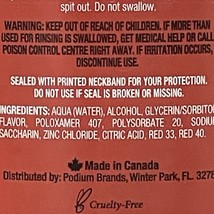 spit out. Do not swallow.
WARNING: KEEP OUT OF REACH OF CHILDREN. IF MORE THAN
USED FOR RINSING IS SWALLOWED, GET MEDICAL HELP OR CALL
POISON CONTROL CENTRE RIGHT AWAY. IF IRRITATION OCCURS,
DISCONTINUE USE.
SEALED WITH PRINTED NECKBAND FOR YOUR PROTECTION.
DO NOT USE IF SEAL IS BROKEN OR MISSING.
INGREDIENTS: AQUA (WATER), ALCOHOL, GLYCERIN/SORBITOL
FLAVOR, POLOXAMER 407, POLYSORBATE 20, SODIUM
SACCHARIN, ZINC CHLORIDE, CITRIC ACID, RED 33, RED 40.
Made in Canada
Distributed by: Podium Brands, Winter Park, FL. 3278
Cruelty-Free